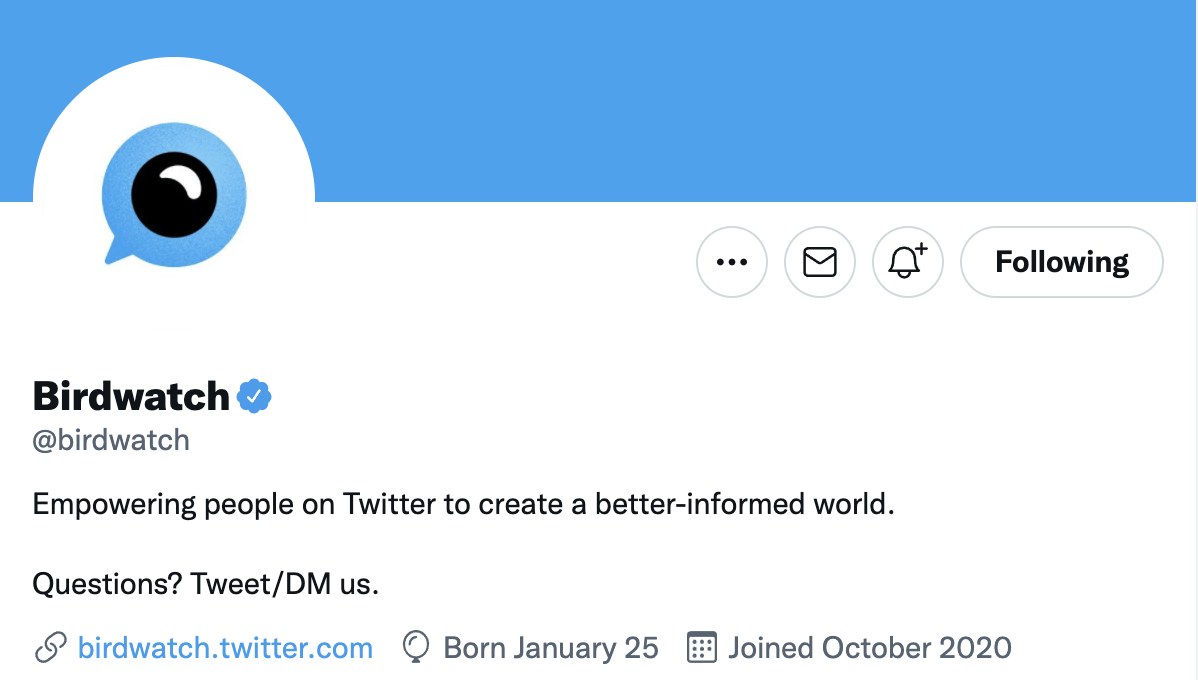 Following
Birdwatch
@birdwatch
Empowering people on Twitter to create a better-informed world.
Questions? Tweet/DM us.
birdwatch.twitter.com Born January 25 Joined October 2020